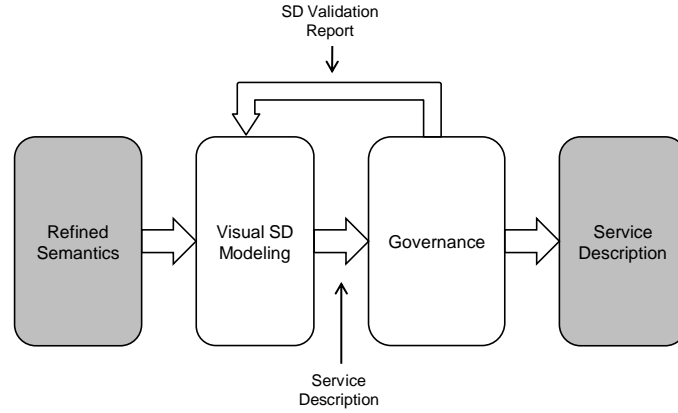 SD Validation
Report
Refined
Semantics
Visual SD
Modeling
Governance
Service
Description
Service
Description